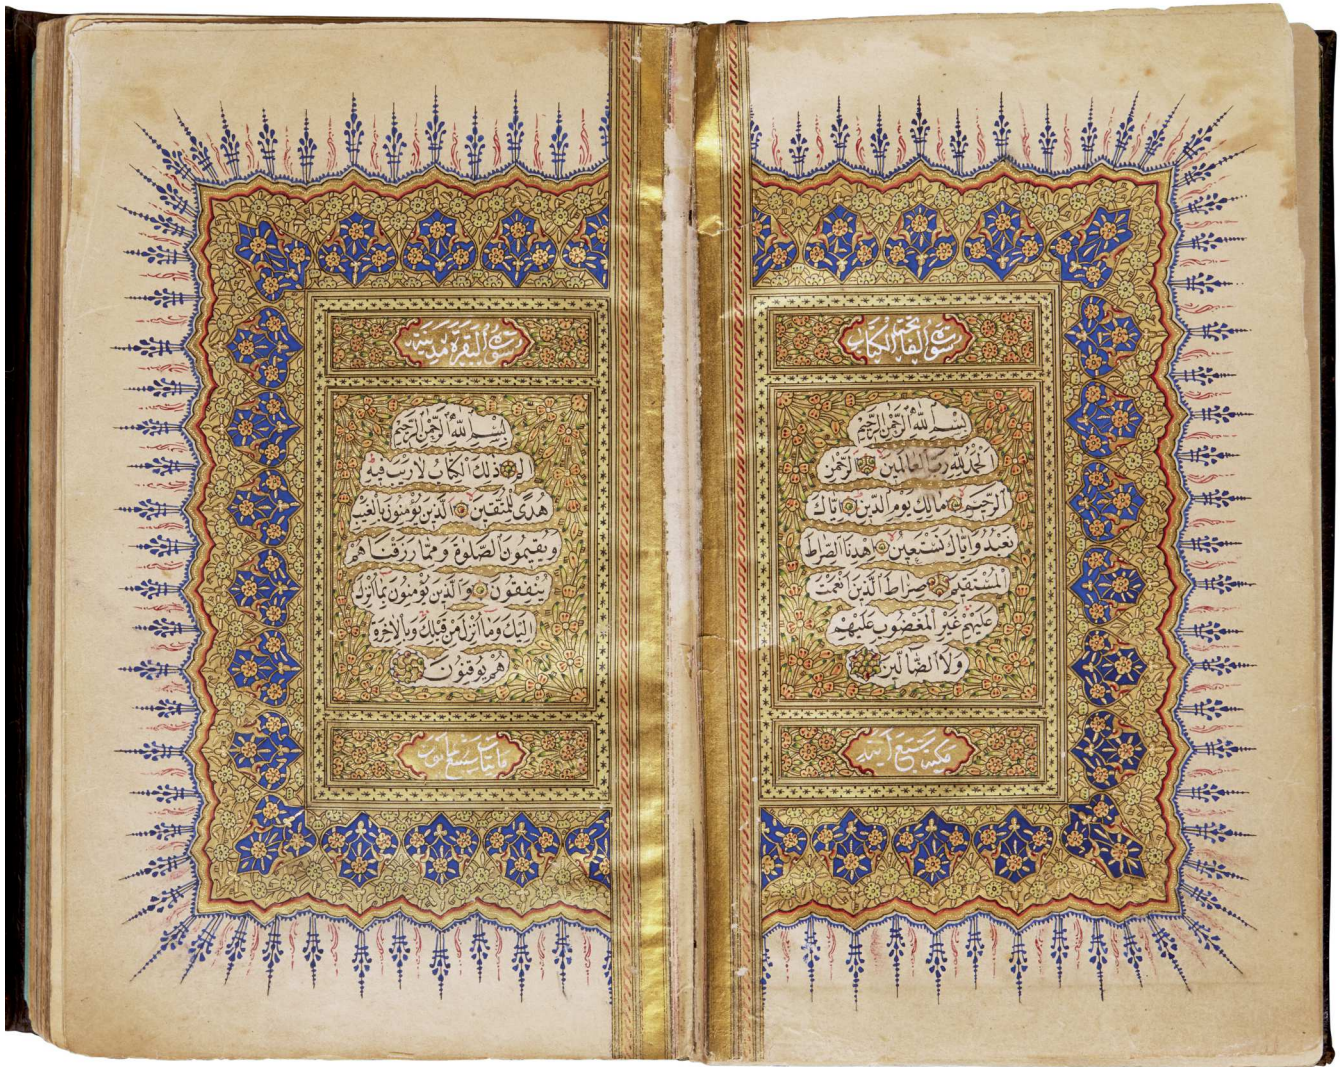 سورة الفاتحة الكتاب
بسم الله الرحمن الرحيم
الحمد لله رب العالمين الرحمن
الرحيم مالك يوم الدين اياك
نعبد واياك نستعين اهدنا الصراط
المستقيم صراط الذين انعمت
عليهم غير المغضوب عليهم
ولا الضالين
مكية سبع آيات
سورة البقرة مدنية
بسم الله الرحمن الرحيم
الم ذلك الكتاب لا ريب فيه
هدى للمتقين الذين يؤمنون بالغيب
ويقيمون الصلوة ومما رزقناهم
ينفقون والذين يؤمنون بما انزل
اليك وما انزل من قبلك وبالاخرة
هم يوقنون